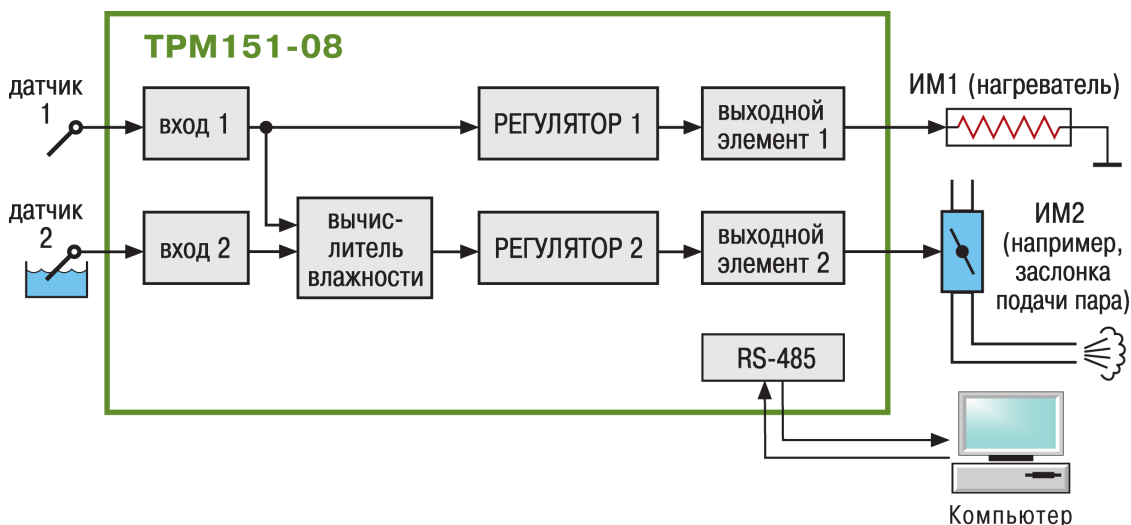 ТРМ151-08
датчик
1
вход 1
РЕГУЛЯТОР 1
выходной
элемент 1
ИМ1 (нагреватель)
датчик
2
вход 2
вычис-
литель
влажности
РЕГУЛЯТОР 2
выходной
элемент 2
ИМ2
(например,
заслонка
подачи пара)
RS-485
Компьютер